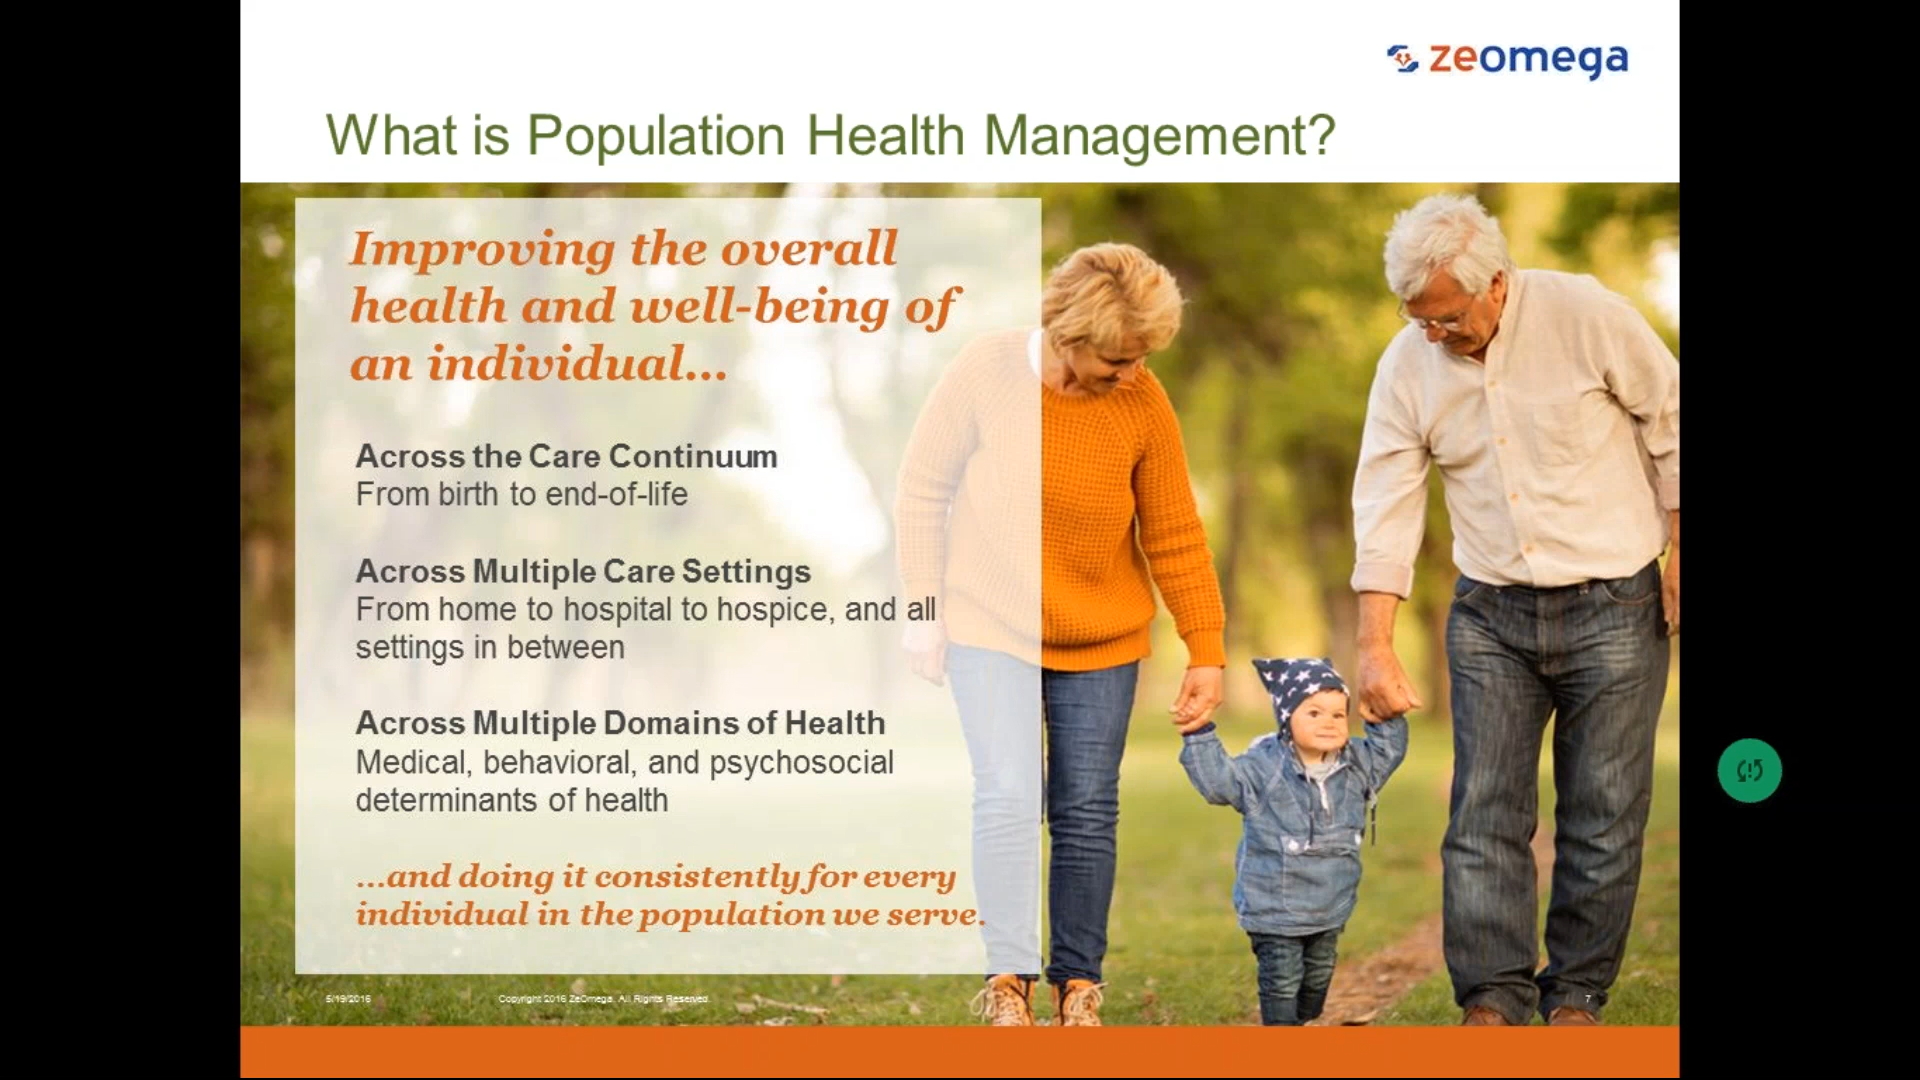 zeomega
What is Population Health Management?
Improving the overall
health and well-being of
an individual...
Across the Care Continuum
From birth to end-of-life
Across Multiple Care Settings
From home to hospital to hospice, and all
settings in between
Across Multiple Domains of Health
Medical, behavioral, and psychosocial
determinants of health
...and doing it consistently for every
individual in the population we serve.
5/19/2016 Copyright 2016 ZeOmega. All Rights Reserved. 7